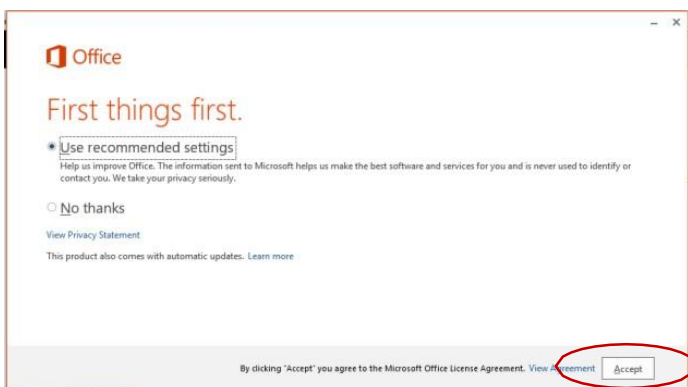 Office
First things first.
Use recommended settings
Help us improve Office. The information sent to Microsoft helps us make the best software and services for you and is never used to identify or
contact you. We take your privacy seriously.
No thanks
View Privacy Statement
This product also comes with automatic updates. Learn more
By clicking "Accept" you agree to the Microsoft Office License Agreement. View Agreement Accept